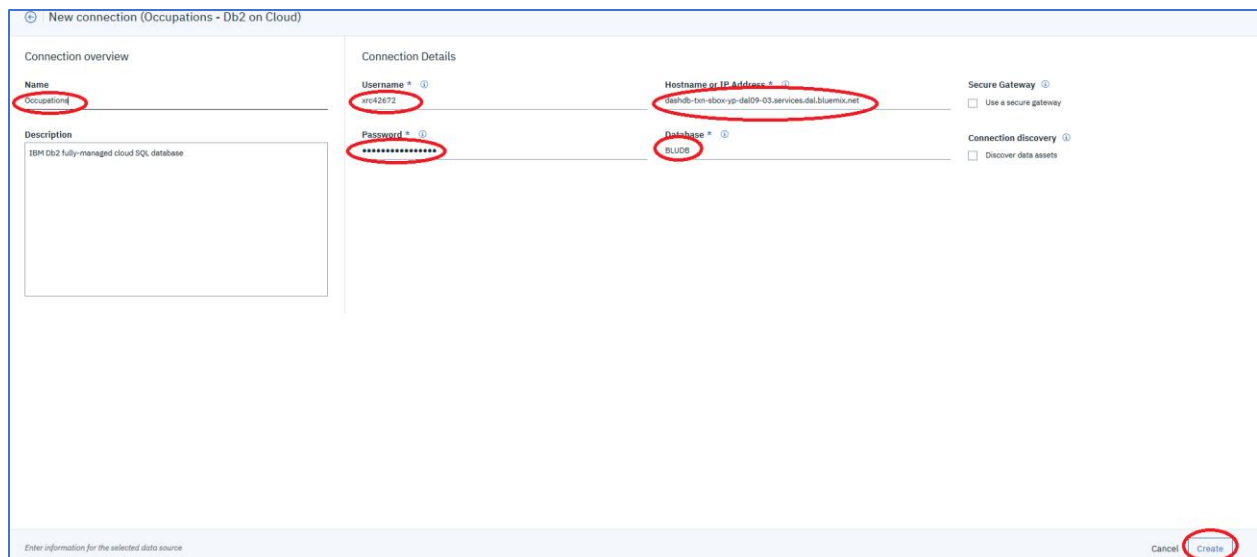 New connection (Occupations - Db2 on Cloud)
Connection overview
Name
Occupations
Description
IBM Db2 fully-managed cloud SQL database
Connection Details
Username *
xrc42672
Password *
••••••••••••••••
Hostname or IP Address *
dashdb-txn-sbox-yp-dal09-03.services.dal.bluemix.net
Database *
BLUDB
Secure Gateway
Use a secure gateway
Connection discovery
Discover data assets
Enter information for the selected data source
Cancel Create